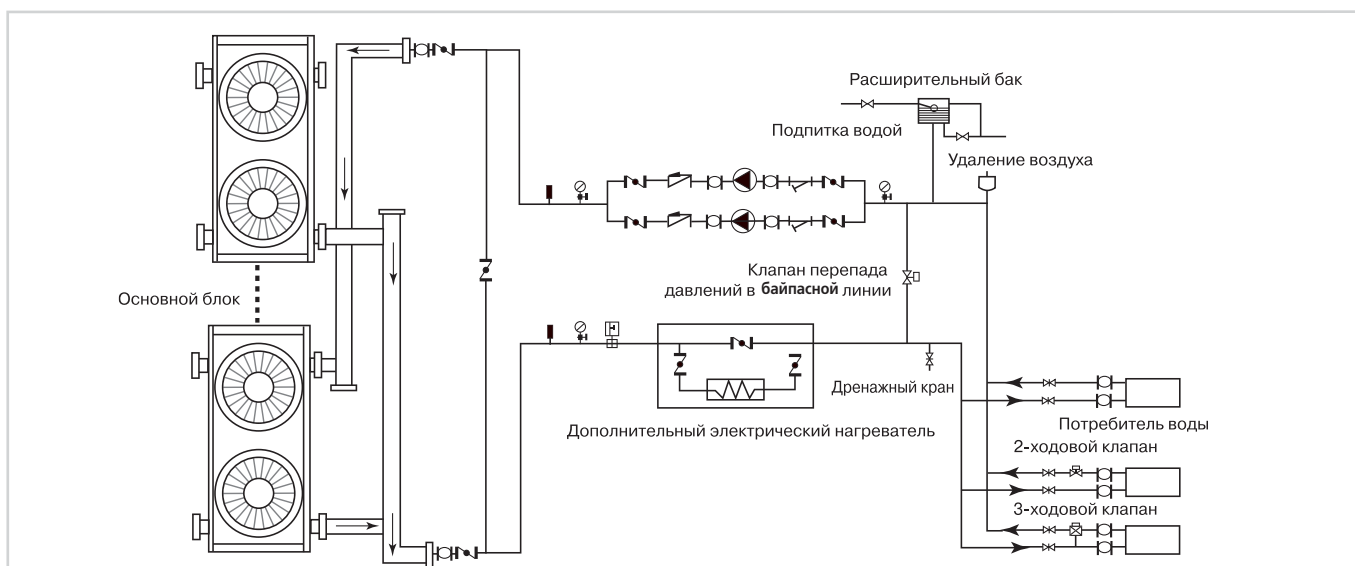 Расширительный бак
Подпитка водой
Удаление воздуха
Клапан перепада
давлений в байпасной линии
Основной блок
Дренажный кран
Дополнительный электрический нагреватель
Потребитель воды
2-ходовой клапан
3-ходовой клапан